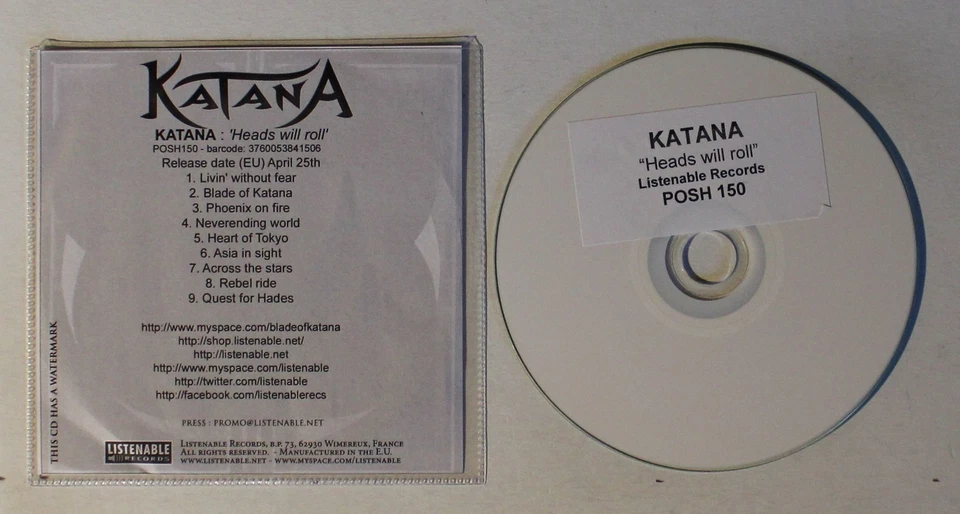 KATANA
KATANA : 'Heads will roll'
POSH150 - barcode: 3760053841506
Release date (EU) April 25th
1. Livin' without fear
2. Blade of Katana
3. Phoenix on fire
4. Neverending world
5. Heart of Tokyo
6. Asia in sight
7. Across the stars
8. Rebel ride
9. Quest for Hades
http://www.myspace.com/bladeofkatana
http://shop.listenable.net/
http://listenable.net
http://www.myspace.com/listenable
http://twitter.com/listenable
http://facebook.com/listenablerecs
PRESS : PROMO@LISTENABLE.NET
LISTENABLE
RECORDS
LISTENABLE RECORDS, B.P. 73, 62930 WIMEREUX, FRANCE
ALL RIGHTS RESERVED. - MANUFACTURED IN THE E.U.
WWW.LISTENABLE.NET - WWW.MYSPACE.COM/LISTENABLE
THIS CD HAS A WATERMARK
KATANA
“Heads will roll”
Listenable Records
POSH 150